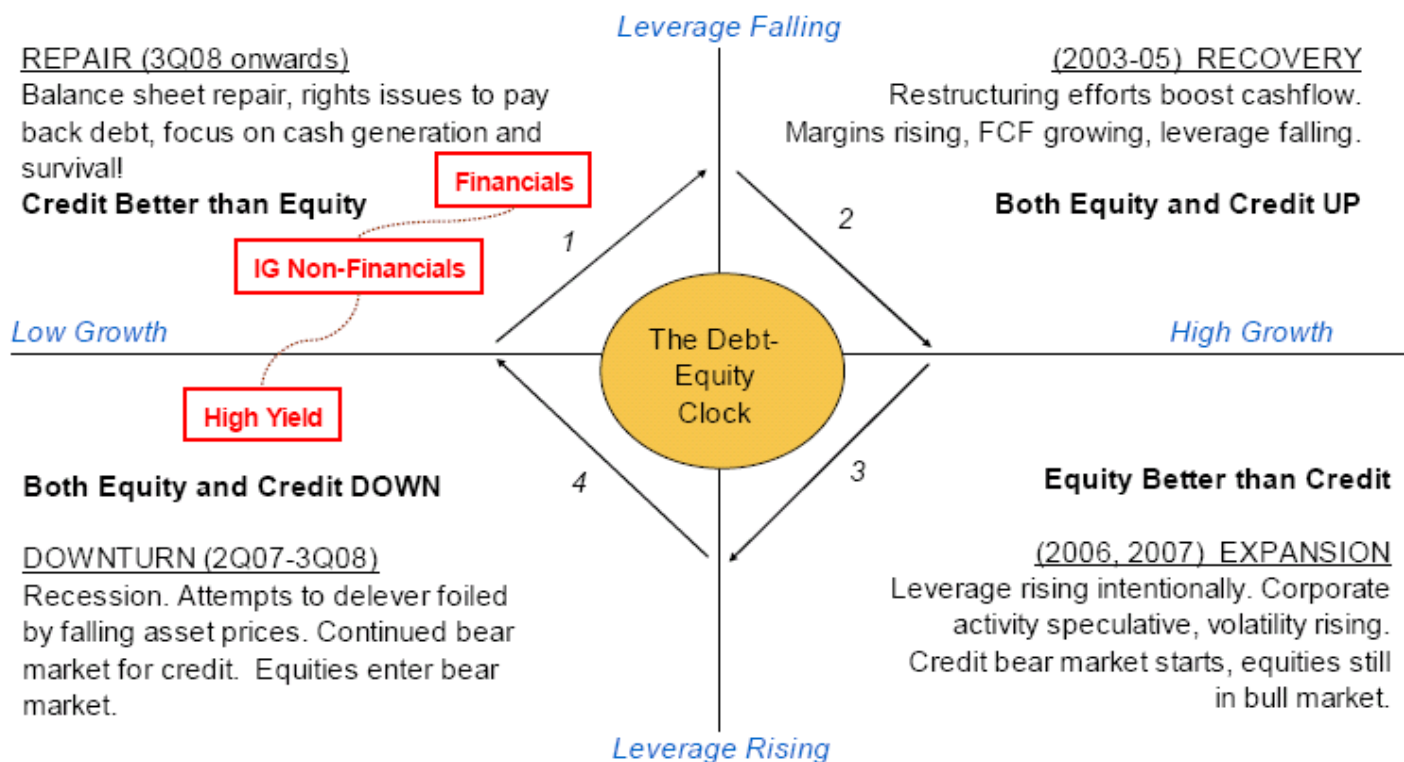 Leverage Falling
REPAIR (3Q08 onwards)
Balance sheet repair, rights issues to pay
back debt, focus on cash generation and
survival!
Credit Better than Equity
Financials
IG Non-Financials
1
(2003-05) RECOVERY
Restructuring efforts boost cashflow.
Margins rising, FCF growing, leverage falling.
Both Equity and Credit UP
2
Low Growth
High Growth
The Debt-
Equity
Clock
High Yield
Both Equity and Credit DOWN
4
DOWNTURN (2Q07-3Q08)
Recession. Attempts to delever foiled
by falling asset prices. Continued bear
market for credit. Equities enter bear
market.
3
Equity Better than Credit
(2006, 2007) EXPANSION
Leverage rising intentionally. Corporate
activity speculative, volatility rising.
Credit bear market starts, equities still
in bull market.
Leverage Rising